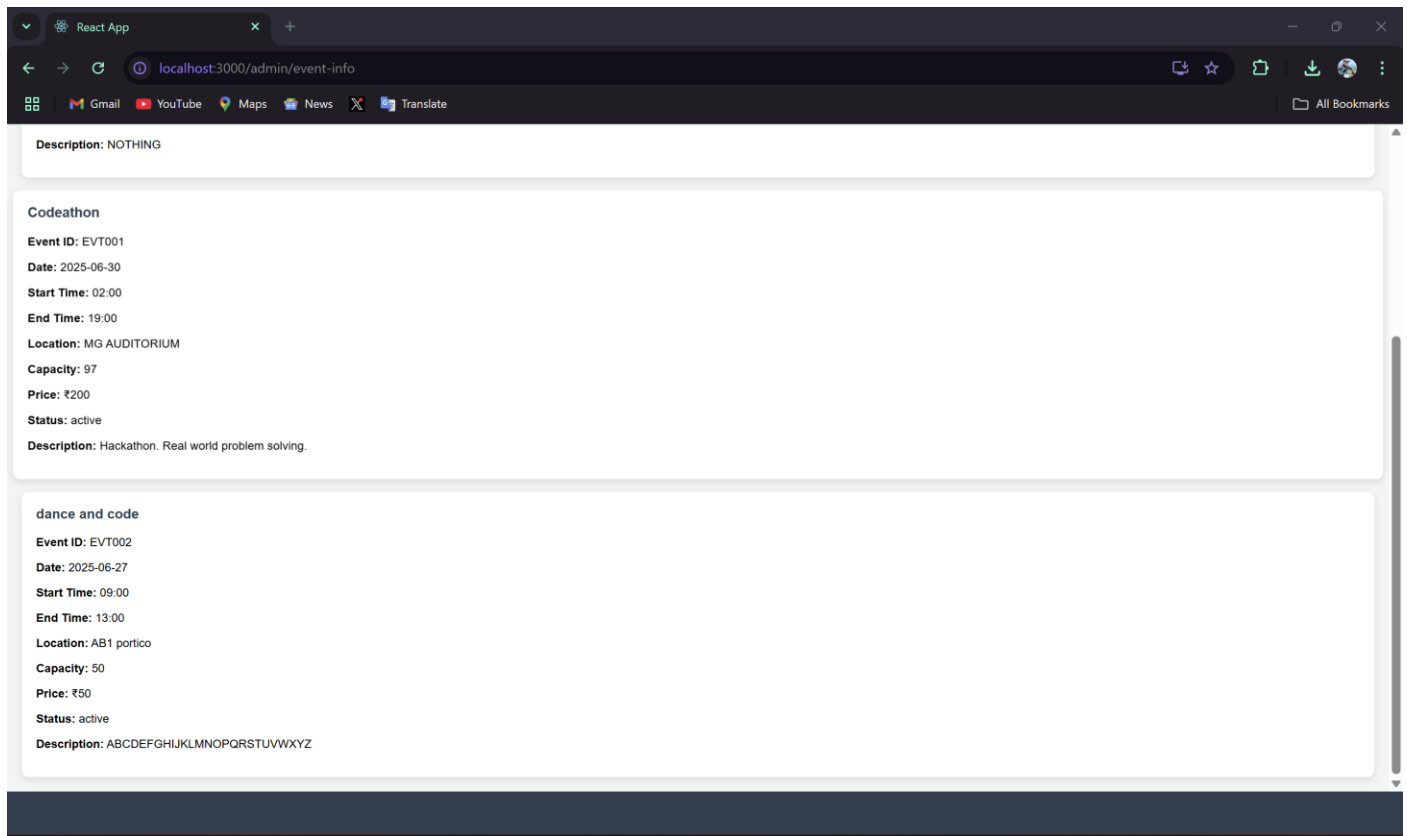 React App
localhost:3000/admin/event-info
Gmail YouTube Maps News Translate All Bookmarks
Description: NOTHING
Codeathon
Event ID: EVT001
Date: 2025-06-30
Start Time: 02:00
End Time: 19:00
Location: MG AUDITORIUM
Capacity: 97
Price: ₹200
Status: active
Description: Hackathon. Real world problem solving.
dance and code
Event ID: EVT002
Date: 2025-06-27
Start Time: 09:00
End Time: 13:00
Location: AB1 portico
Capacity: 50
Price: ₹50
Status: active
Description: ABCDEFGHIJKLMNOPQRSTUVWXYZ